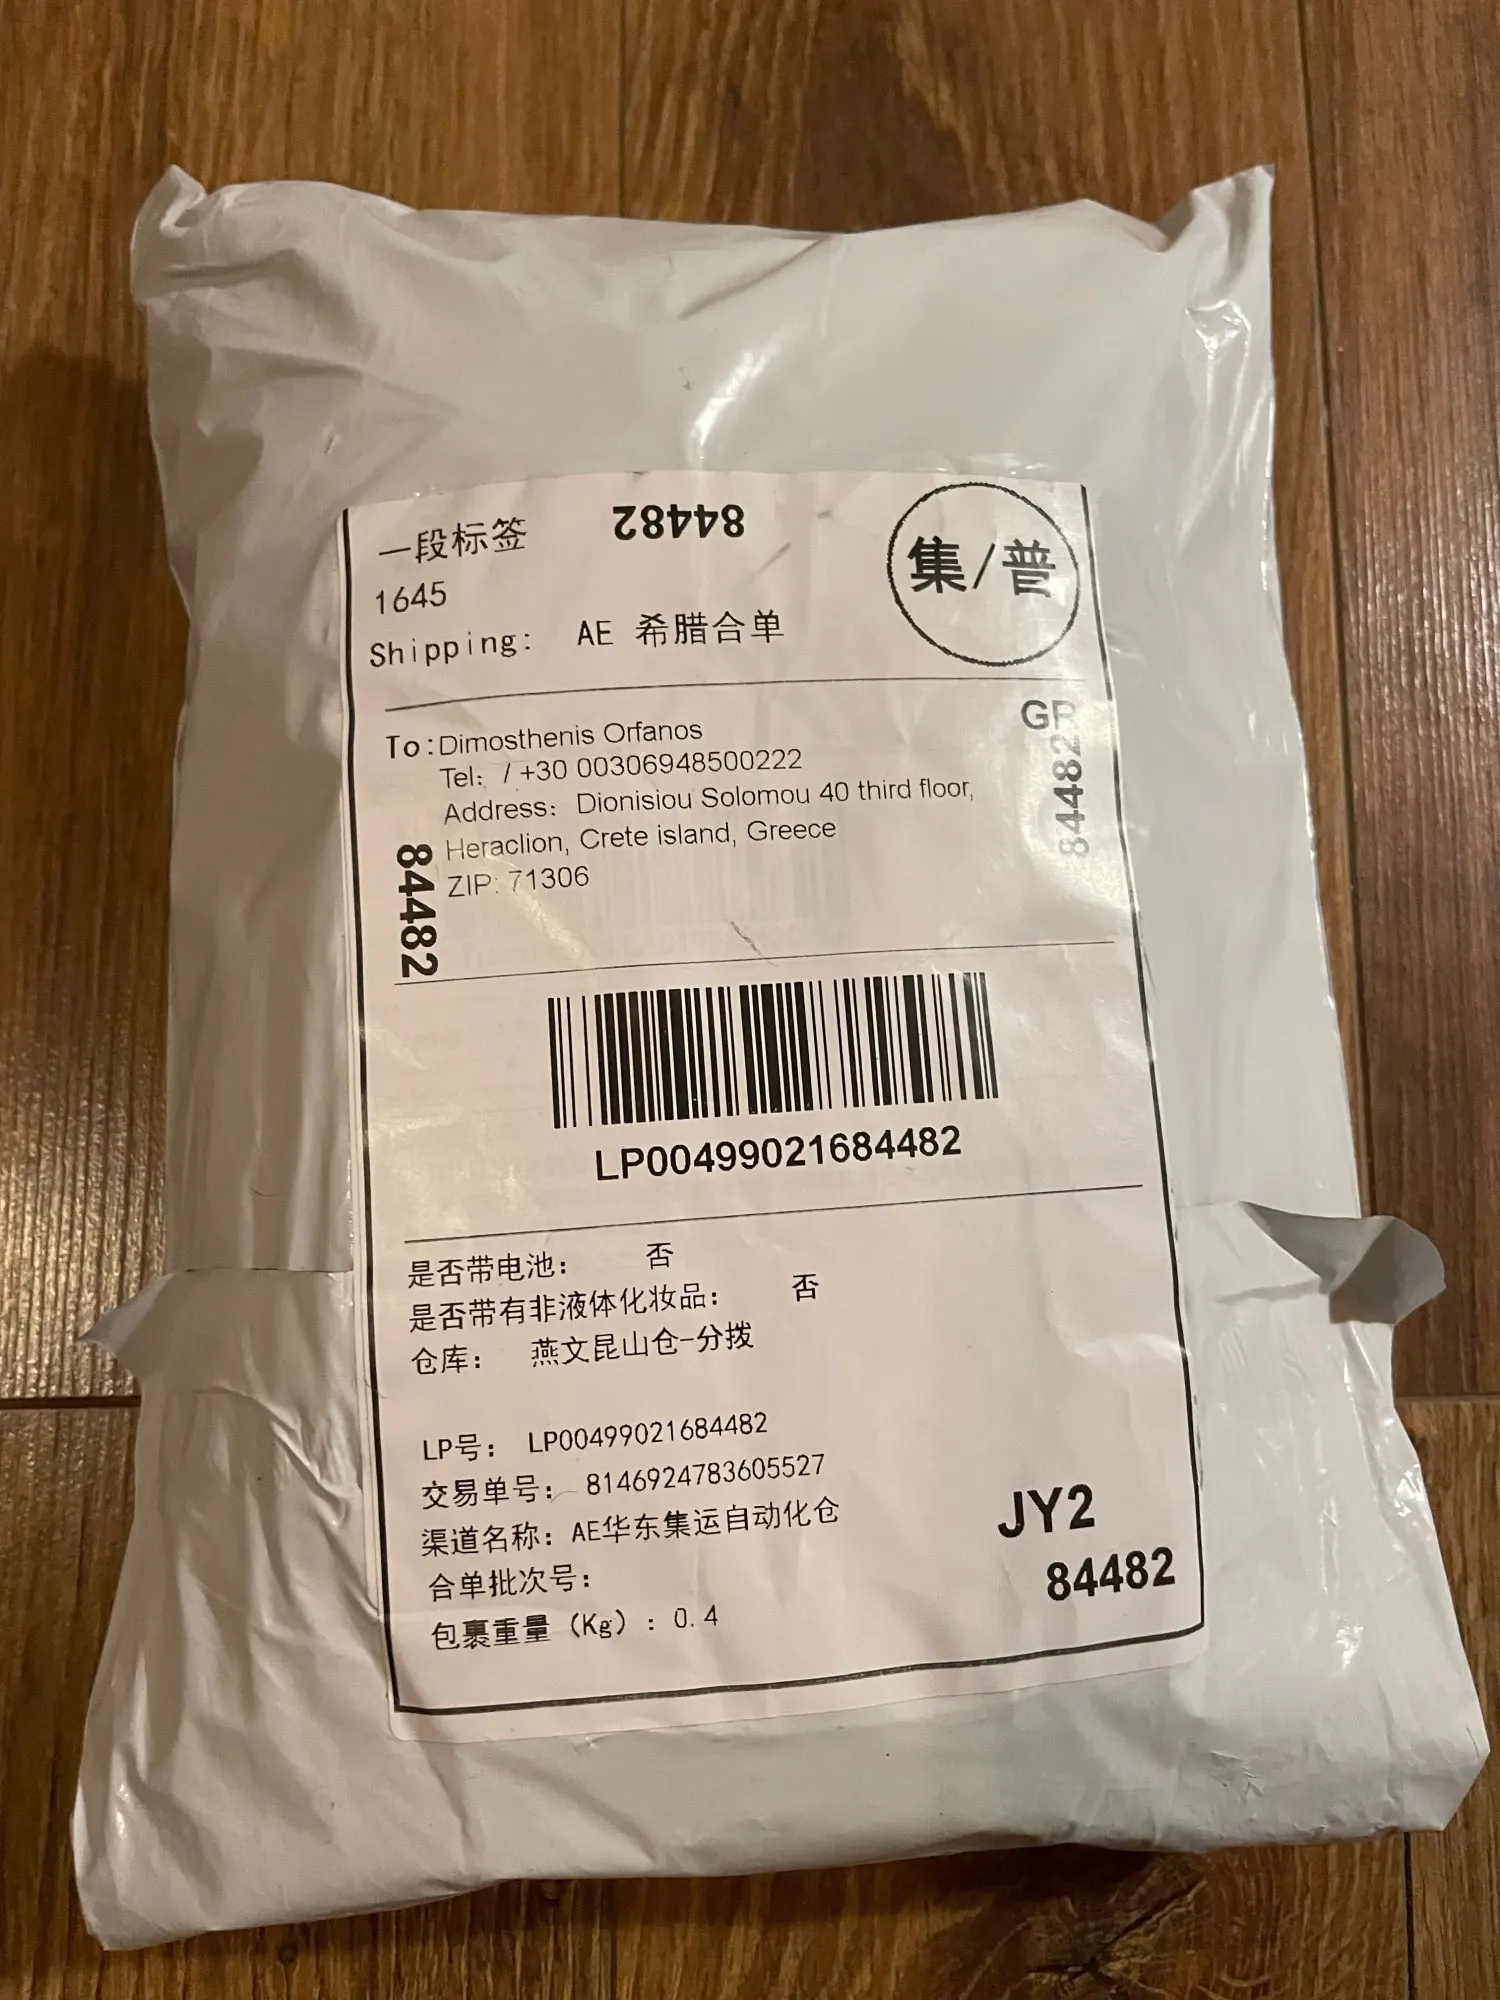 一段标签
84482
集/普
1645
Shipping: AE 希腊合单
GR
To:Dimosthenis Orfanos
Tel: / +30 00306948500222
Address: Dionisiou Solomou 40 third floor,
Heraclion, Crete island, Greece
ZIP: 71306
84482
84482
LP00499021684482
是否带电池: 否
是否带有非液体化妆品: 否
仓库: 燕文昆山仓-分拨
LP号: LP00499021684482
交易单号: 8146924783605527
渠道名称: AE华东集运自动化仓
合单批次号:
包裹重量 (Kg) : 0.4
JY2
84482